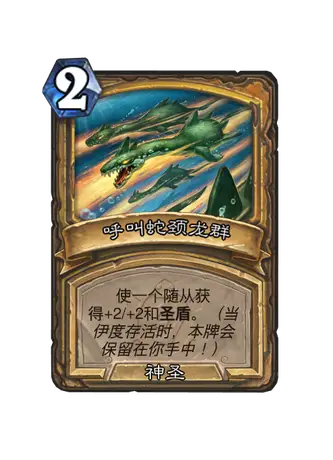 2
呼叫蛇颈龙群
使一个随从获
得+2/+2和圣盾。（当
伊度存活时，本牌会
保留在你手中！）
神圣